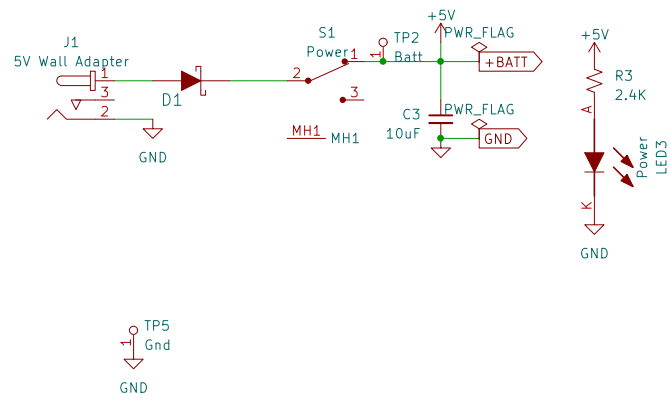 +5V
S1
Power
TP2
Batt
1
PWR_FLAG
+BATT
J1
5V Wall Adapter
1
3
2
D1
2
1
3
GND
MH1
MH1
C3
10uF
PWR_FLAG
GND
+5V
R3
2.4K
A
K
Power
LED3
GND
TP5
Gnd
1
GND